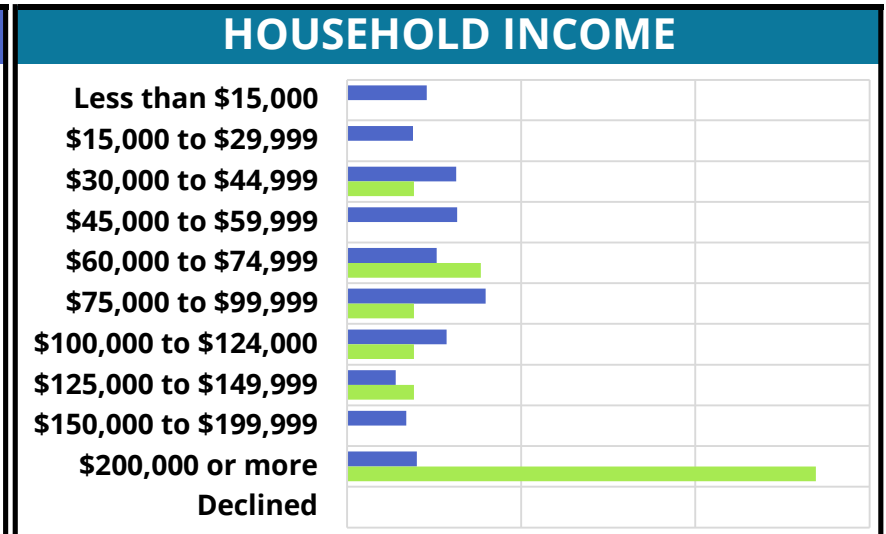 HOUSEHOLD INCOME
Less than $15,000
$15,000 to $29,999
$30,000 to $44,999
$45,000 to $59,999
$60,000 to $74,999
$75,000 to $99,999
$100,000 to $124,000
$125,000 to $149,999
$150,000 to $199,999
$200,000 or more
Declined